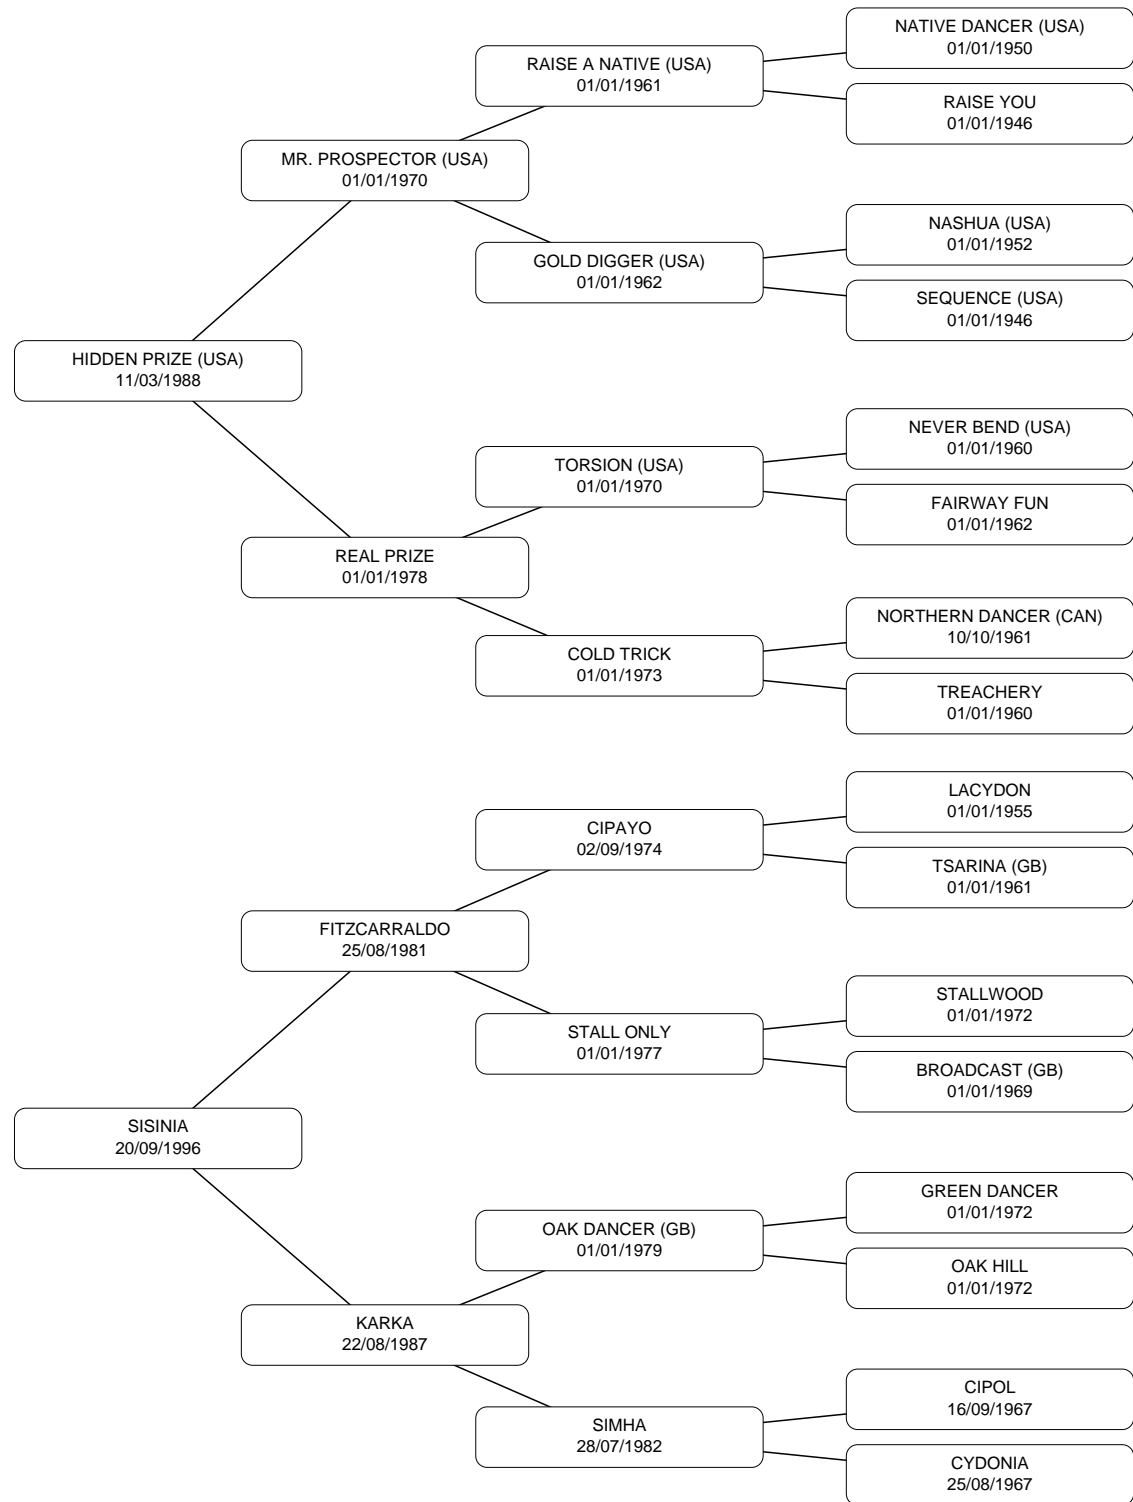 NATIVE DANCER (USA)
01/01/1950
RAISE A NATIVE (USA)
01/01/1961
RAISE YOU
01/01/1946
MR. PROSPECTOR (USA)
01/01/1970
NASHUA (USA)
01/01/1952
GOLD DIGGER (USA)
01/01/1962
SEQUENCE (USA)
01/01/1946
HIDDEN PRIZE (USA)
11/03/1988
NEVER BEND (USA)
01/01/1960
TORSION (USA)
01/01/1970
FAIRWAY FUN
01/01/1962
REAL PRIZE
01/01/1978
NORTHERN DANCER (CAN)
10/10/1961
COLD TRICK
01/01/1973
TREACHERY
01/01/1960
LACYDON
01/01/1955
CIPAYO
02/09/1974
TSARINA (GB)
01/01/1961
FITZCARRALDO
25/08/1981
STALLWOOD
01/01/1972
STALL ONLY
01/01/1977
BROADCAST (GB)
01/01/1969
SISINIA
20/09/1996
GREEN DANCER
01/01/1972
OAK DANCER (GB)
01/01/1979
OAK HILL
01/01/1972
KARKA
22/08/1987
CIPOL
16/09/1967
SIMHA
28/07/1982
CYDONIA
25/08/1967